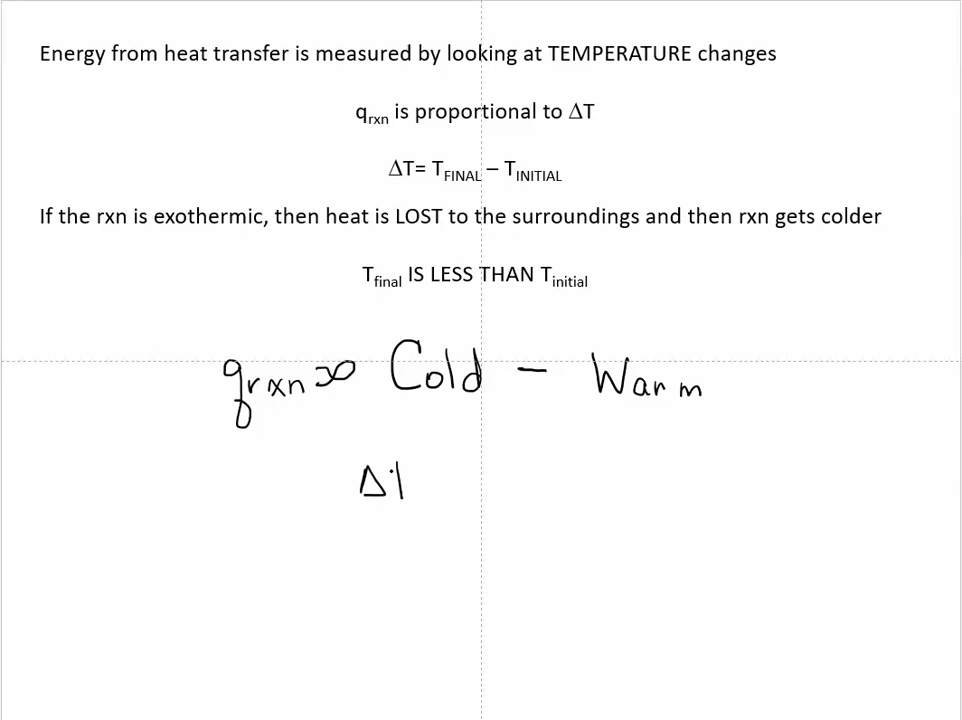 Energy from heat transfer is measured by looking at TEMPERATURE changes
qrxn is proportional to ΔT
ΔT= TFINAL – TINITIAL
If the rxn is exothermic, then heat is LOST to the surroundings and then rxn gets colder
Tfinal IS LESS THAN Tinitial
qrxn ∝ Cold – Warm
Δ